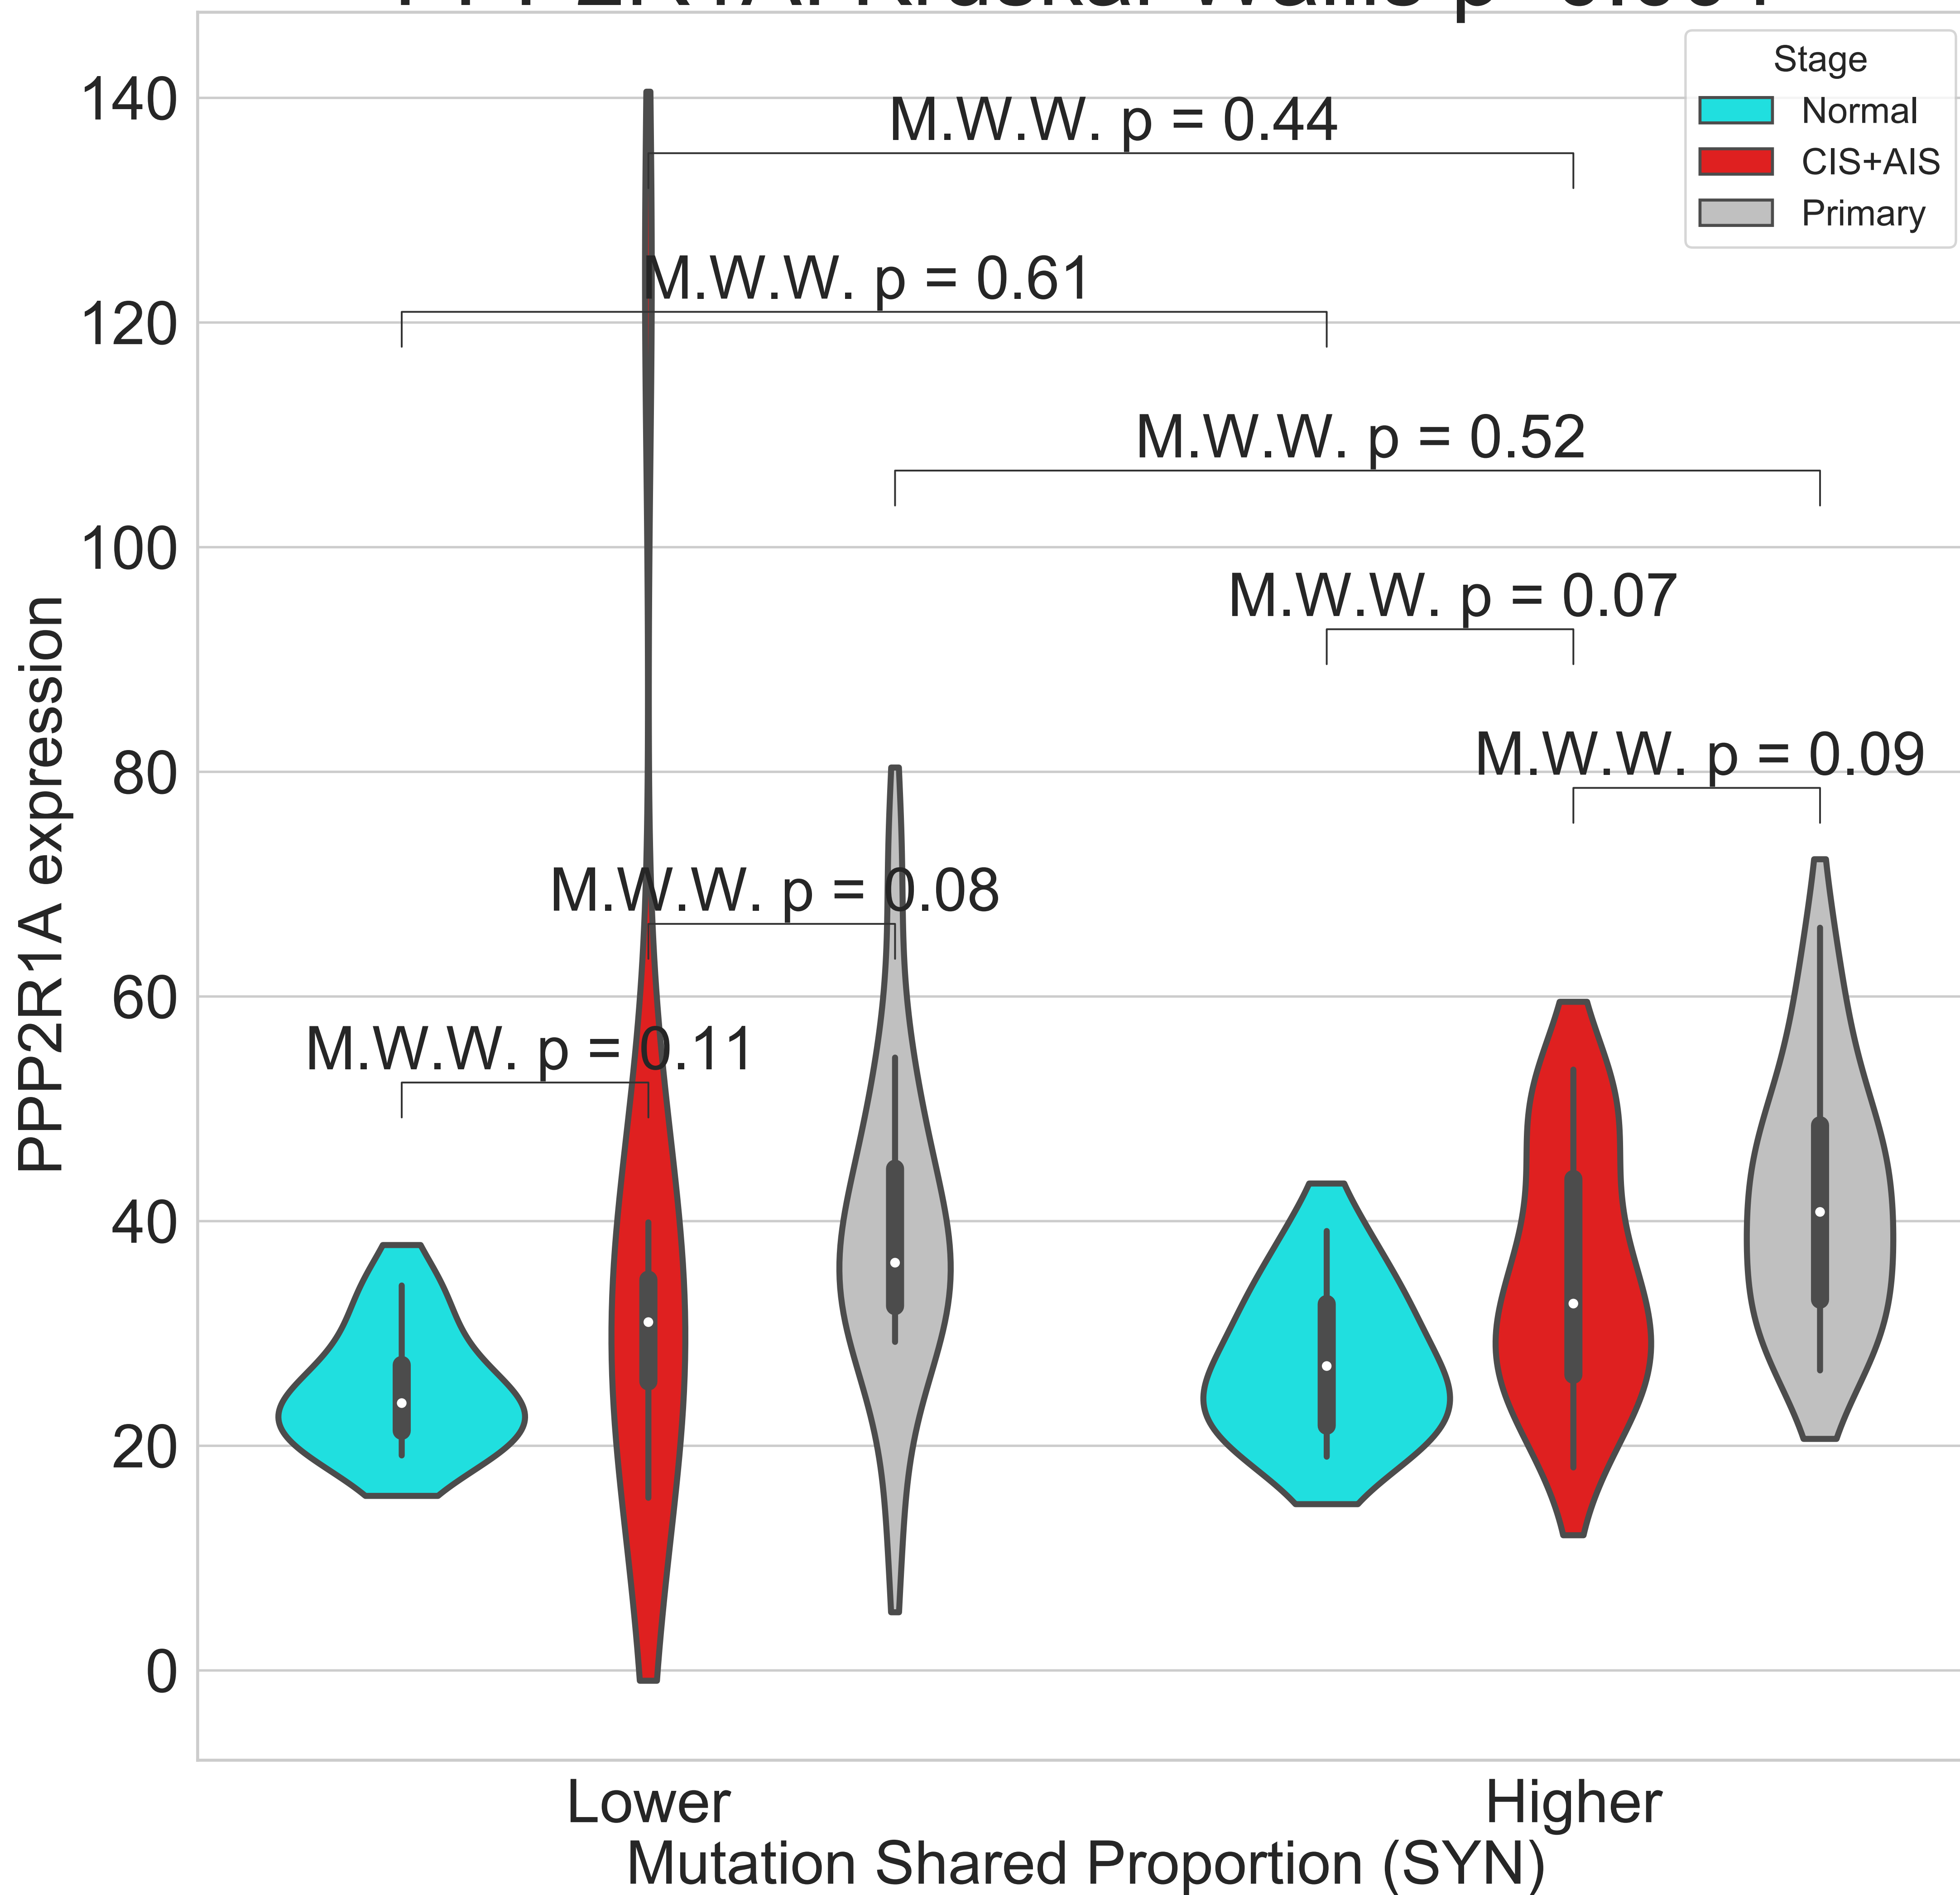 Stage
Normal
CIS+AIS
Primary
140
120
100
80
60
40
20
0
PPP2R1A expression
M.W.W. p = 0.44
M.W.W. p = 0.61
M.W.W. p = 0.52
M.W.W. p = 0.07
M.W.W. p = 0.09
M.W.W. p = 0.08
M.W.W. p = 0.11
Lower
Higher
Mutation Shared Proportion (SYN)